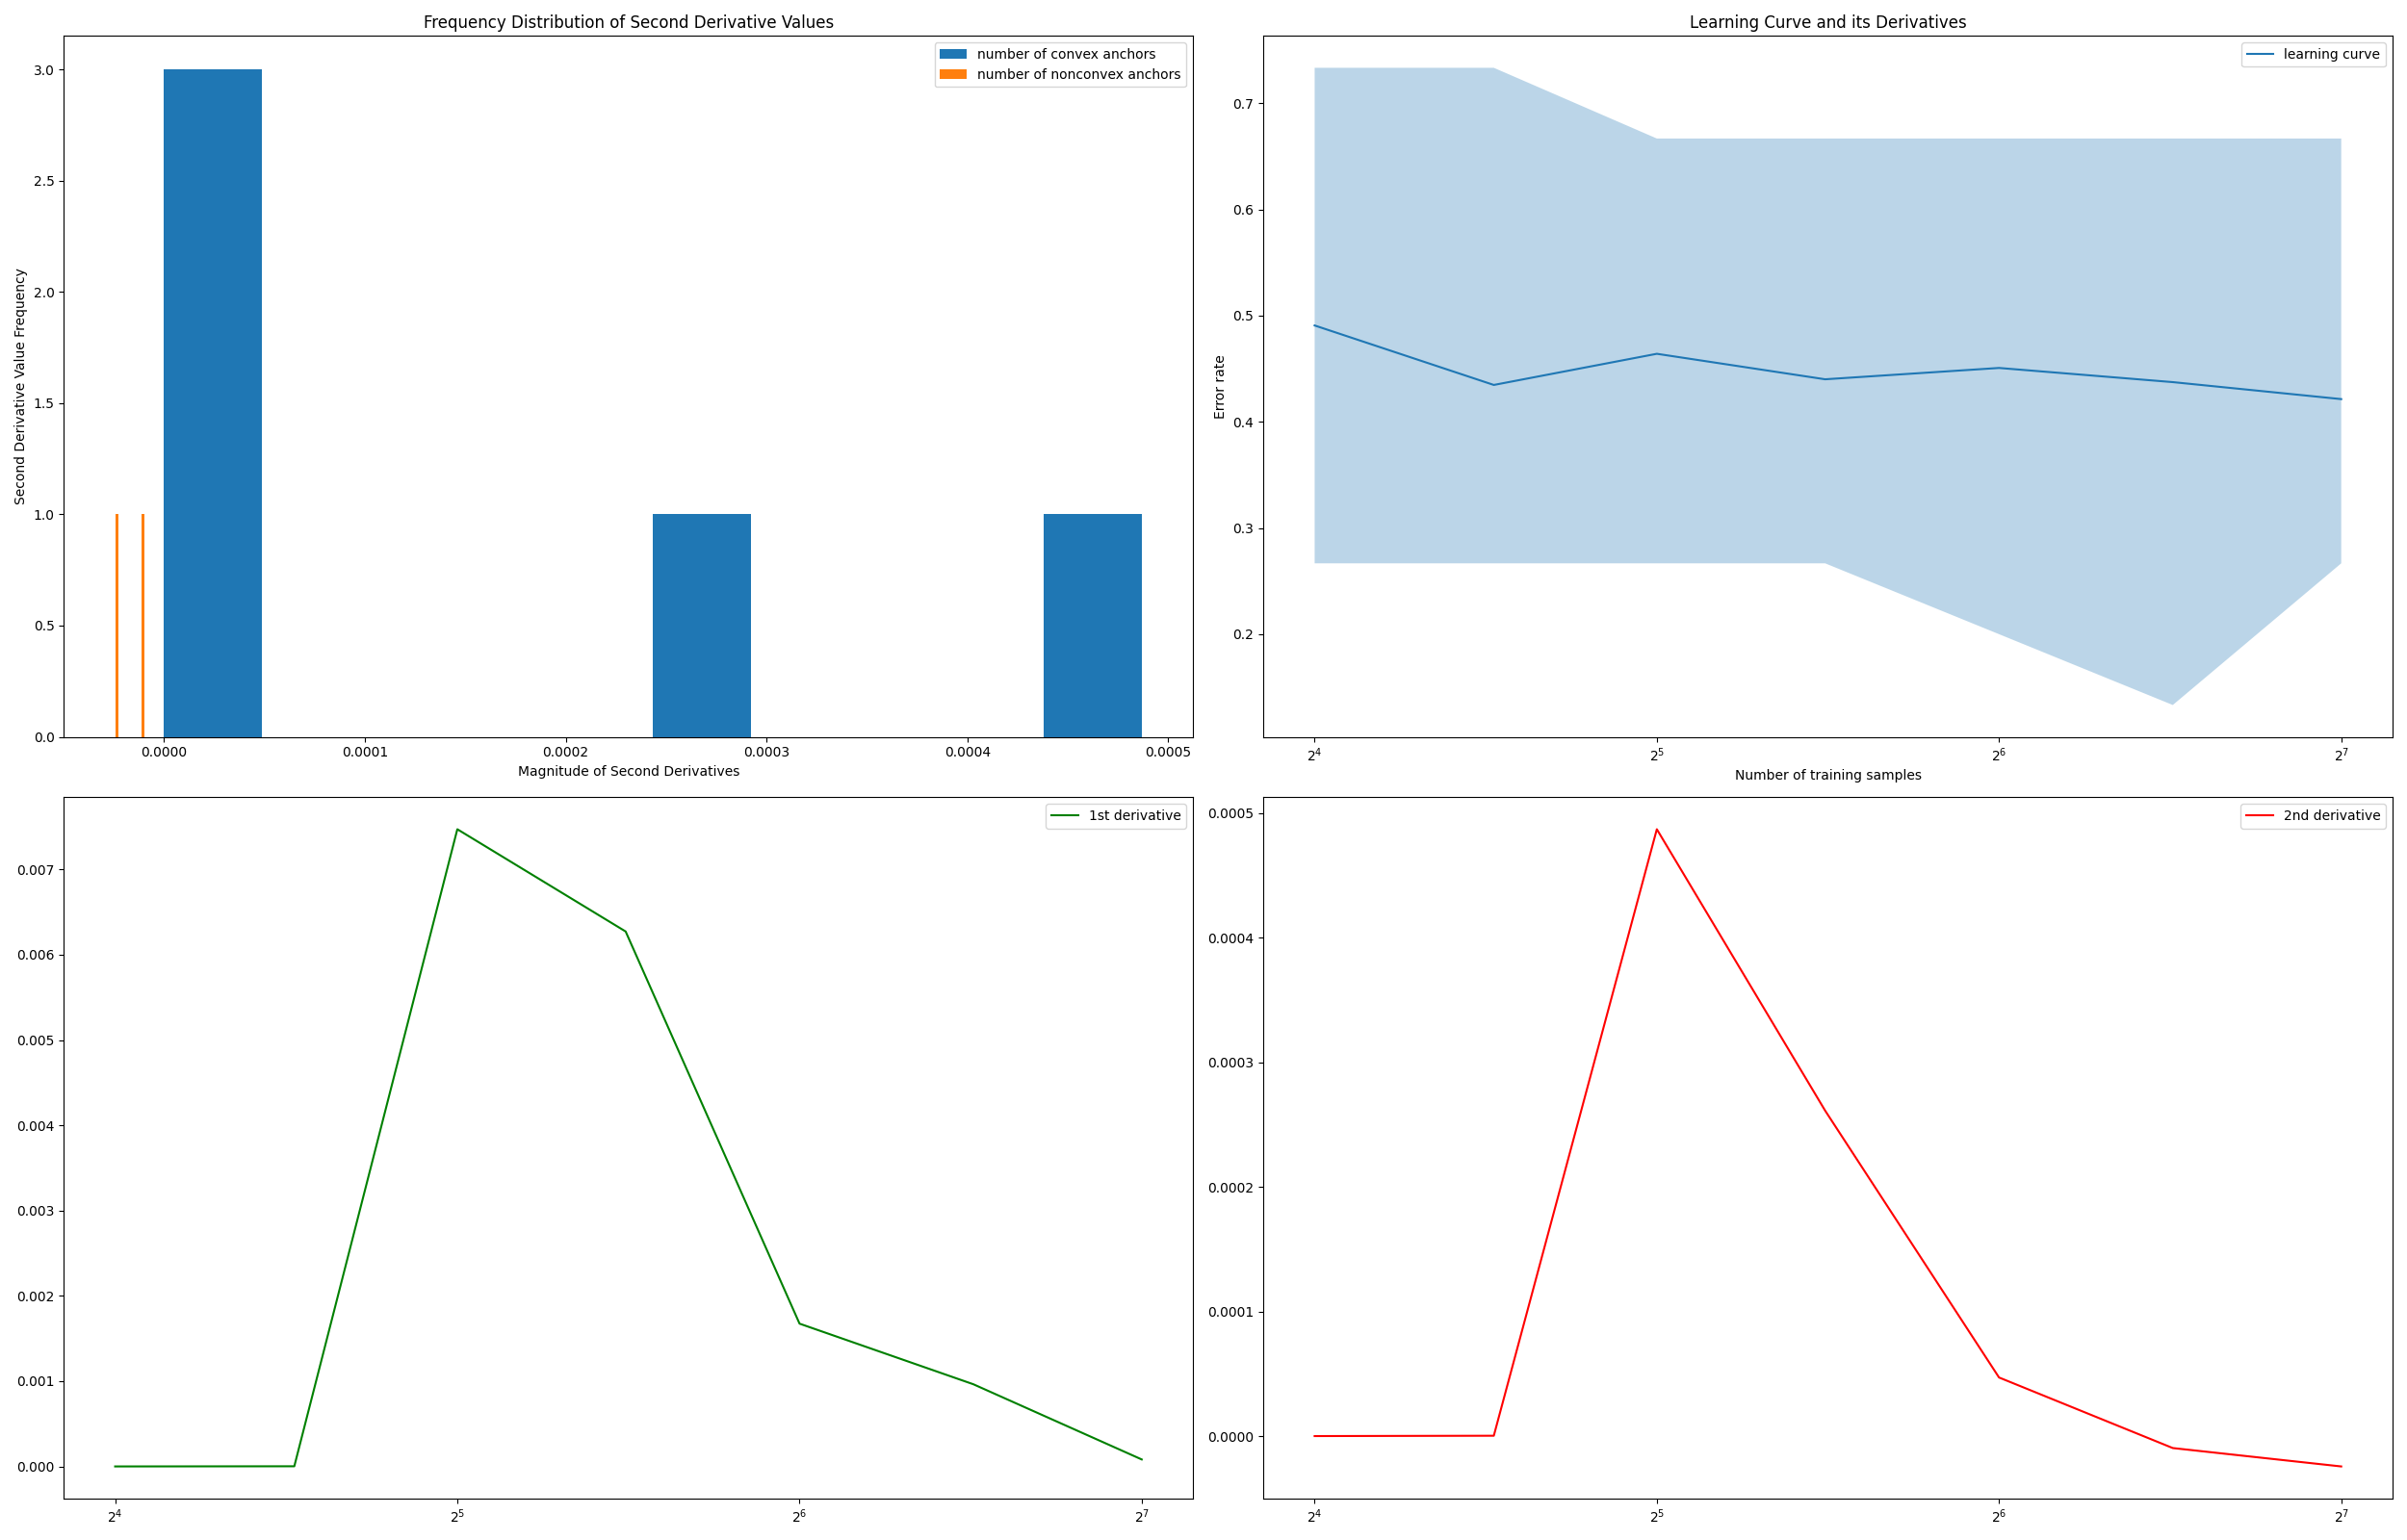 Frequency Distribution of Second Derivative Values
number of convex anchors
number of nonconvex anchors
Second Derivative Value Frequency
3.0
2.5
2.0
1.5
1.0
0.5
0.0
0.0000 0.0001 0.0002 0.0003 0.0004 0.0005
Magnitude of Second Derivatives
Learning Curve and its Derivatives
learning curve
Error rate
0.7
0.6
0.5
0.4
0.3
0.2
2⁴ 2⁵ 2⁶ 2⁷
Number of training samples
1st derivative
0.007
0.006
0.005
0.004
0.003
0.002
0.001
0.000
2⁴ 2⁵ 2⁶ 2⁷
2nd derivative
0.0005
0.0004
0.0003
0.0002
0.0001
0.0000
2⁴ 2⁵ 2⁶ 2⁷